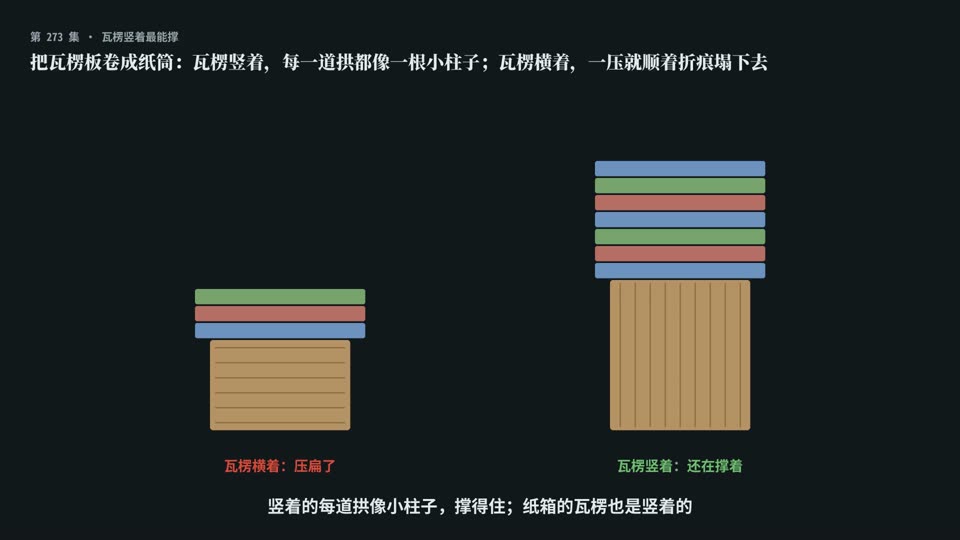 第 273 集 · 瓦楞竖着最能撑
把瓦楞板卷成纸筒：瓦楞竖着，每一道拱都像一根小柱子；瓦楞横着，一压就顺着折痕塌下去
瓦楞横着：压扁了
瓦楞竖着：还在撑着
竖着的每道拱像小柱子，撑得住；纸箱的瓦楞也是竖着的